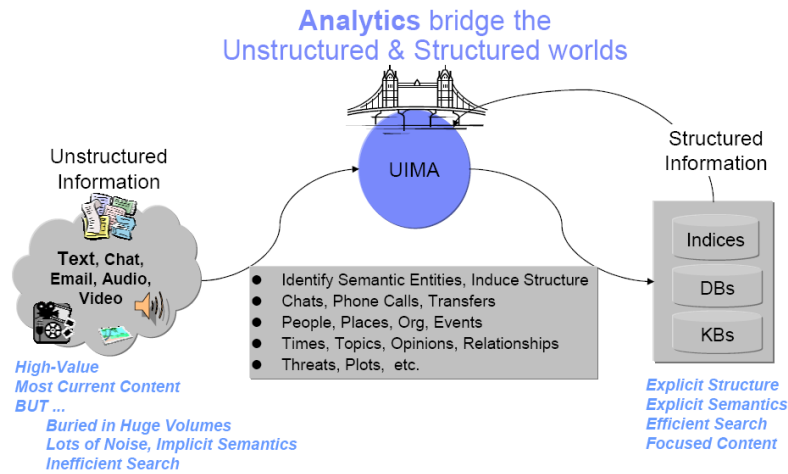 Analytics bridge the
Unstructured & Structured worlds
Unstructured
Information
Text, Chat,
Email, Audio,
Video
High-Value
Most Current Content
BUT ...
Buried in Huge Volumes
Lots of Noise, Implicit Semantics
Inefficient Search
UIMA
● Identify Semantic Entities, Induce Structure
● Chats, Phone Calls, Transfers
● People, Places, Org, Events
● Times, Topics, Opinions, Relationships
● Threats, Plots, etc.
Structured
Information
Indices
DBs
KBs
Explicit Structure
Explicit Semantics
Efficient Search
Focused Content